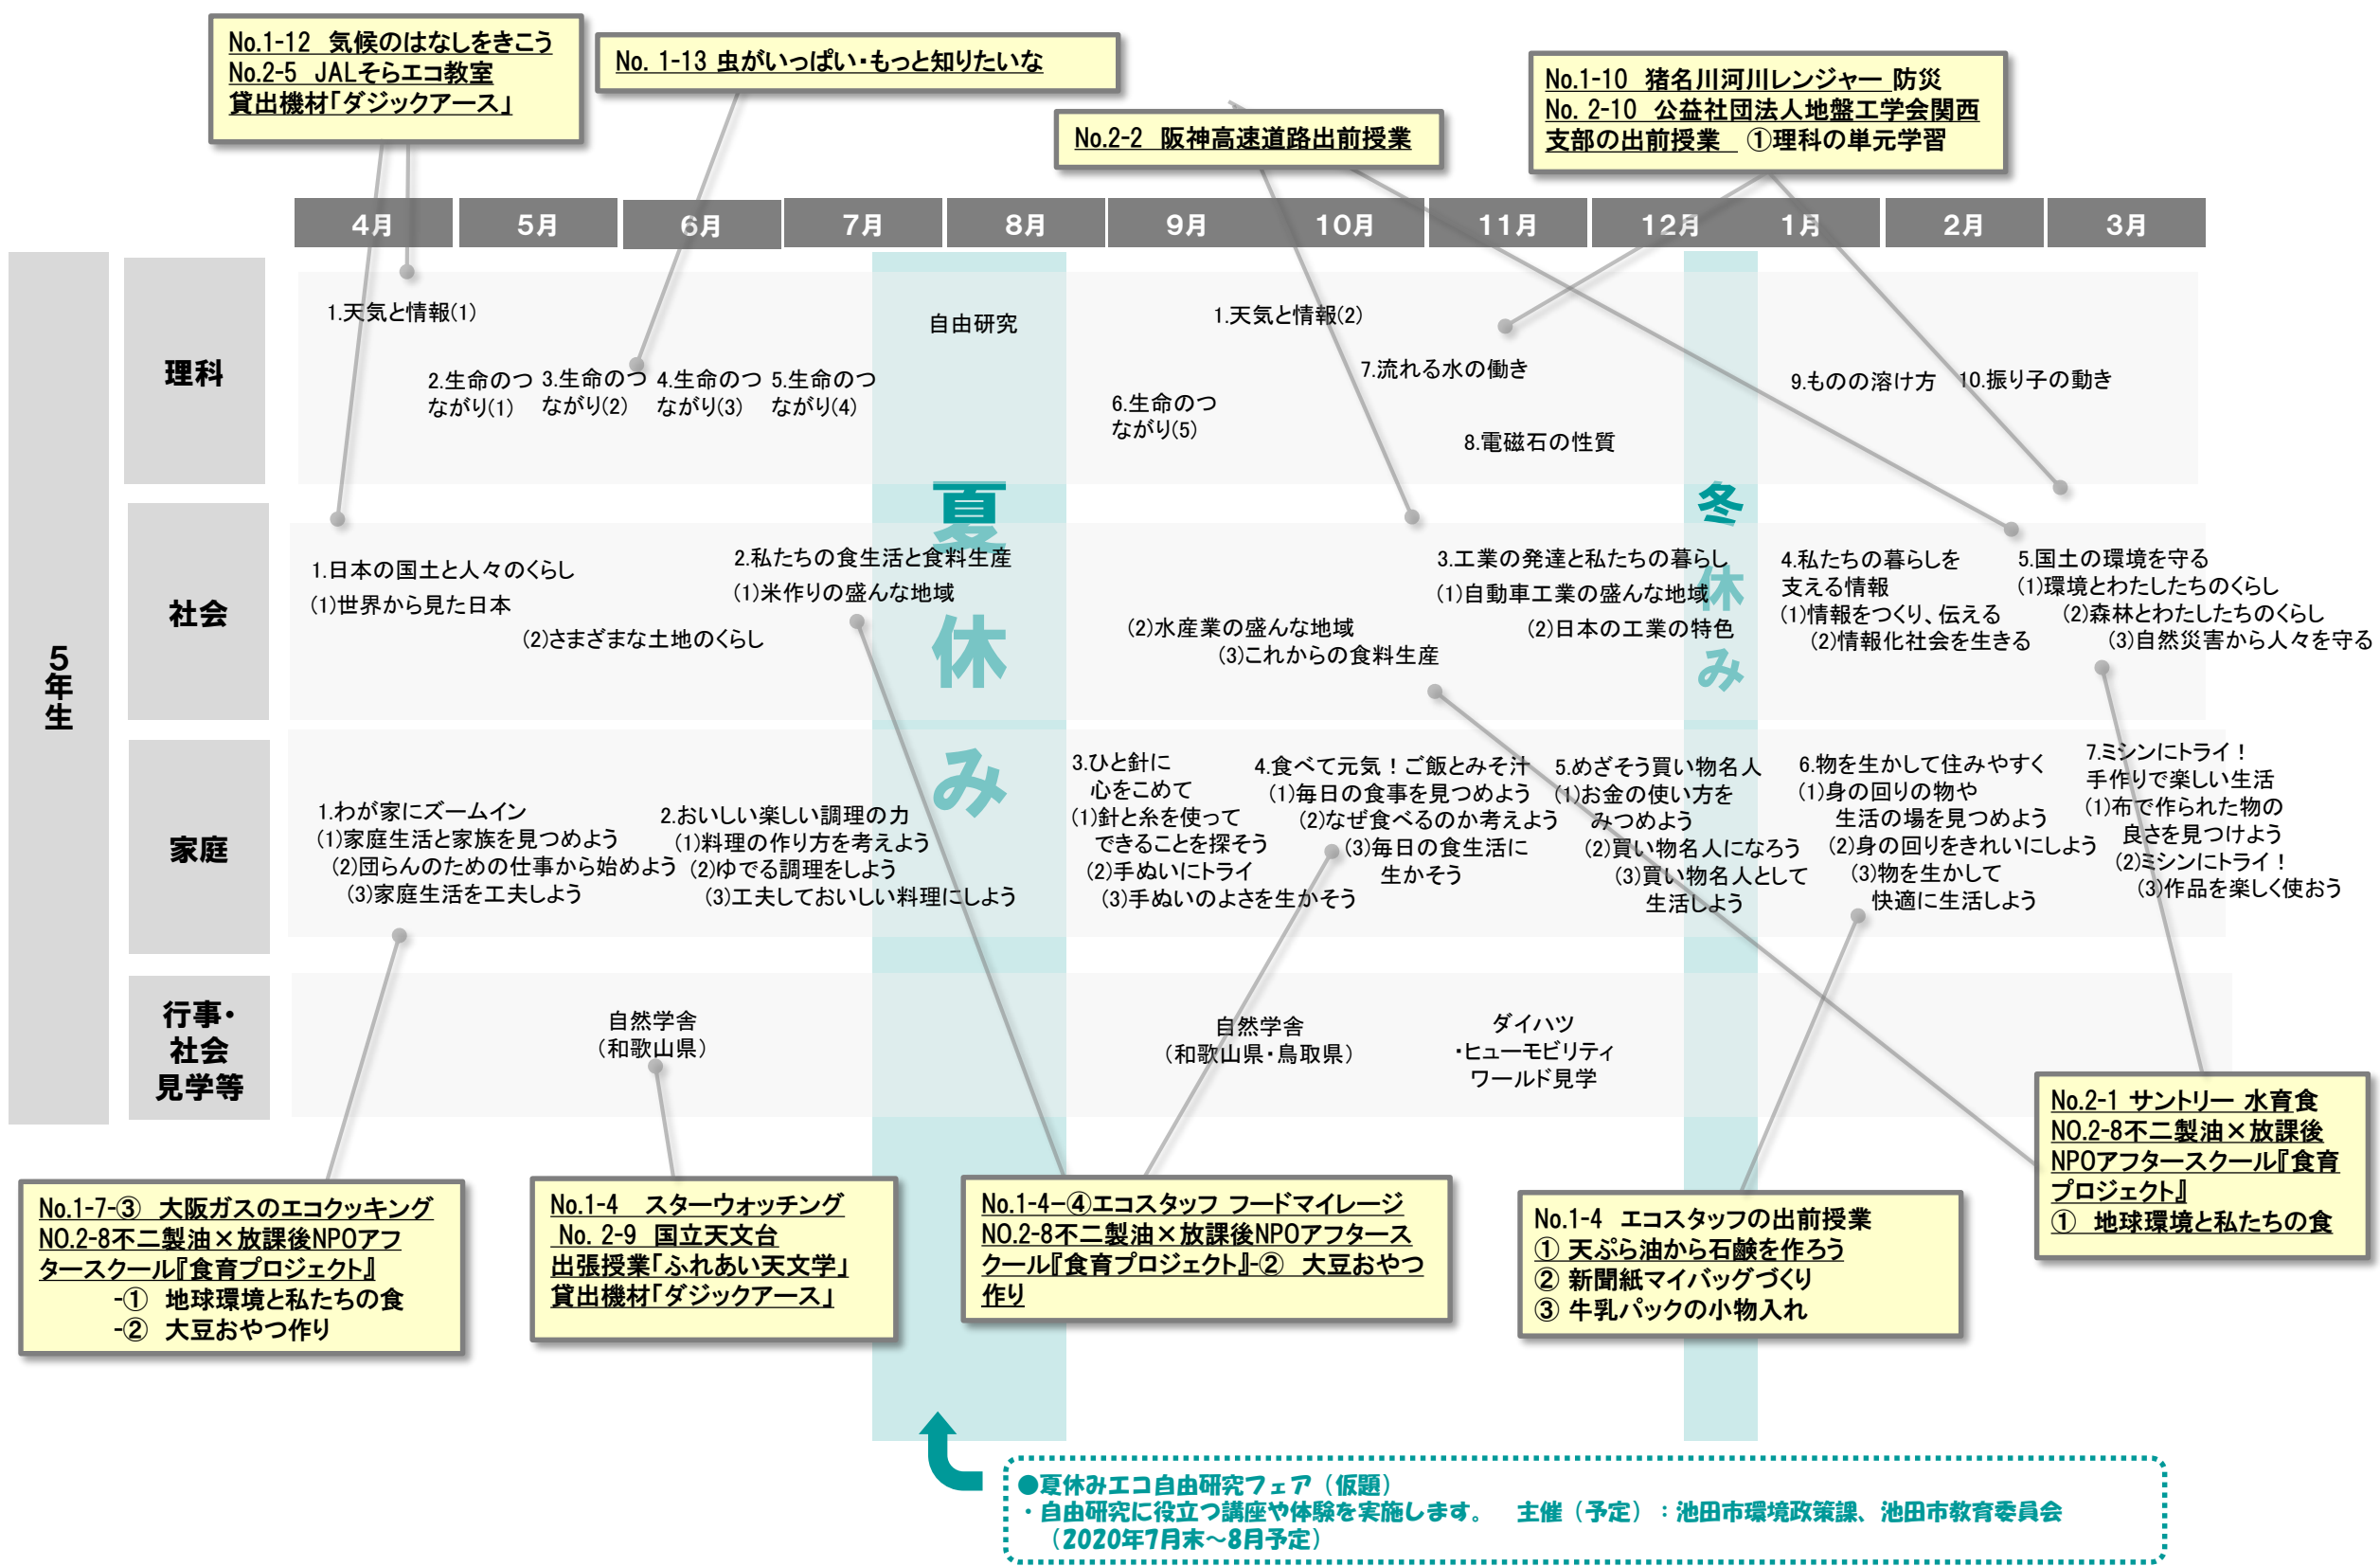 No.1-12　気候のはなしをきこう
No.2-5　JALそらエコ教室
貸出機材「ダジックアース」
No. 1-13 虫がいっぱい・もっと知りたいな
No.2-2　阪神高速道路出前授業
No.1-10　猪名川河川レンジャー 防災
No. 2-10　公益社団法人地盤工学会関西
支部の出前授業　①理科の単元学習
4月　5月　6月　7月　8月　9月　10月　11月　12月　1月　2月　3月
5年生
理科
1.天気と情報(1)
2.生命のつ
ながり(1)
3.生命のつ
ながり(2)
4.生命のつ
ながり(3)
5.生命のつ
ながり(4)
自由研究
6.生命のつ
ながり(5)
1.天気と情報(2)
7.流れる水の働き
8.電磁石の性質
9.ものの溶け方
10.振り子の動き
夏休み
冬休み
社会
1.日本の国土と人々のくらし
(1)世界から見た日本
(2)さまざまな土地のくらし
2.私たちの食生活と食料生産
(1)米作りの盛んな地域
(2)水産業の盛んな地域
(3)これからの食料生産
3.工業の発達と私たちの暮らし
(1)自動車工業の盛んな地域
(2)日本の工業の特色
4.私たちの暮らしを
支える情報
(1)情報をつくり、伝える
(2)情報化社会を生きる
5.国土の環境を守る
(1)環境とわたしたちのくらし
(2)森林とわたしたちのくらし
(3)自然災害から人々を守る
家庭
1.わが家にズームイン
(1)家庭生活と家族を見つめよう
(2)団らんのための仕事から始めよう
(3)家庭生活を工夫しよう
2.おいしい楽しい調理の力
(1)料理の作り方を考えよう
(2)ゆでる調理をしよう
(3)工夫しておいしい料理にしよう
3.ひと針に
心をこめて
(1)針と糸を使って
できることを探そう
(2)手ぬいにトライ
(3)手ぬいのよさを生かそう
4.食べて元気！ご飯とみそ汁
(1)毎日の食事を見つめよう
(2)なぜ食べるのか考えよう
(3)毎日の食生活に
生かそう
5.めざそう買い物名人
(1)お金の使い方を
みつめよう
(2)買い物名人になろう
(3)買い物名人として
生活しよう
6.物を生かして住みやすく
(1)身の回りの物や
生活の場を見つめよう
(2)身の回りをきれいにしよう
(3)物を生かして
快適に生活しよう
7.ミシンにトライ！
手作りで楽しい生活
(1)布で作られた物の
良さを見つけよう
(2)ミシンにトライ！
(3)作品を楽しく使おう
行事・
社会
見学等
自然学舎
（和歌山県）
自然学舎
（和歌山県・鳥取県）
ダイハツ
・ヒューモビリティ
ワールド見学
No.1-7-③　大阪ガスのエコクッキング
NO.2-8不二製油×放課後NPOアフ
タースクール『食育プロジェクト』
-①　地球環境と私たちの食
-②　大豆おやつ作り
No.1-4　スターウォッチング
No. 2-9　国立天文台
出張授業「ふれあい天文学」
貸出機材「ダジックアース」
No.1-4-④エコスタッフ フードマイレージ
NO.2-8不二製油×放課後NPOアフタース
クール『食育プロジェクト』-②　大豆おやつ
作り
No.1-4　エコスタッフの出前授業
① 天ぷら油から石鹸を作ろう
② 新聞紙マイバッグづくり
③ 牛乳パックの小物入れ
No.2-1 サントリー 水育食
NO.2-8不二製油×放課後
NPOアフタースクール『食育
プロジェクト』
①　地球環境と私たちの食
●夏休みエコ自由研究フェア（仮題）
・自由研究に役立つ講座や体験を実施します。　主催（予定）：池田市環境政策課、池田市教育委員会
（2020年7月末～8月予定）